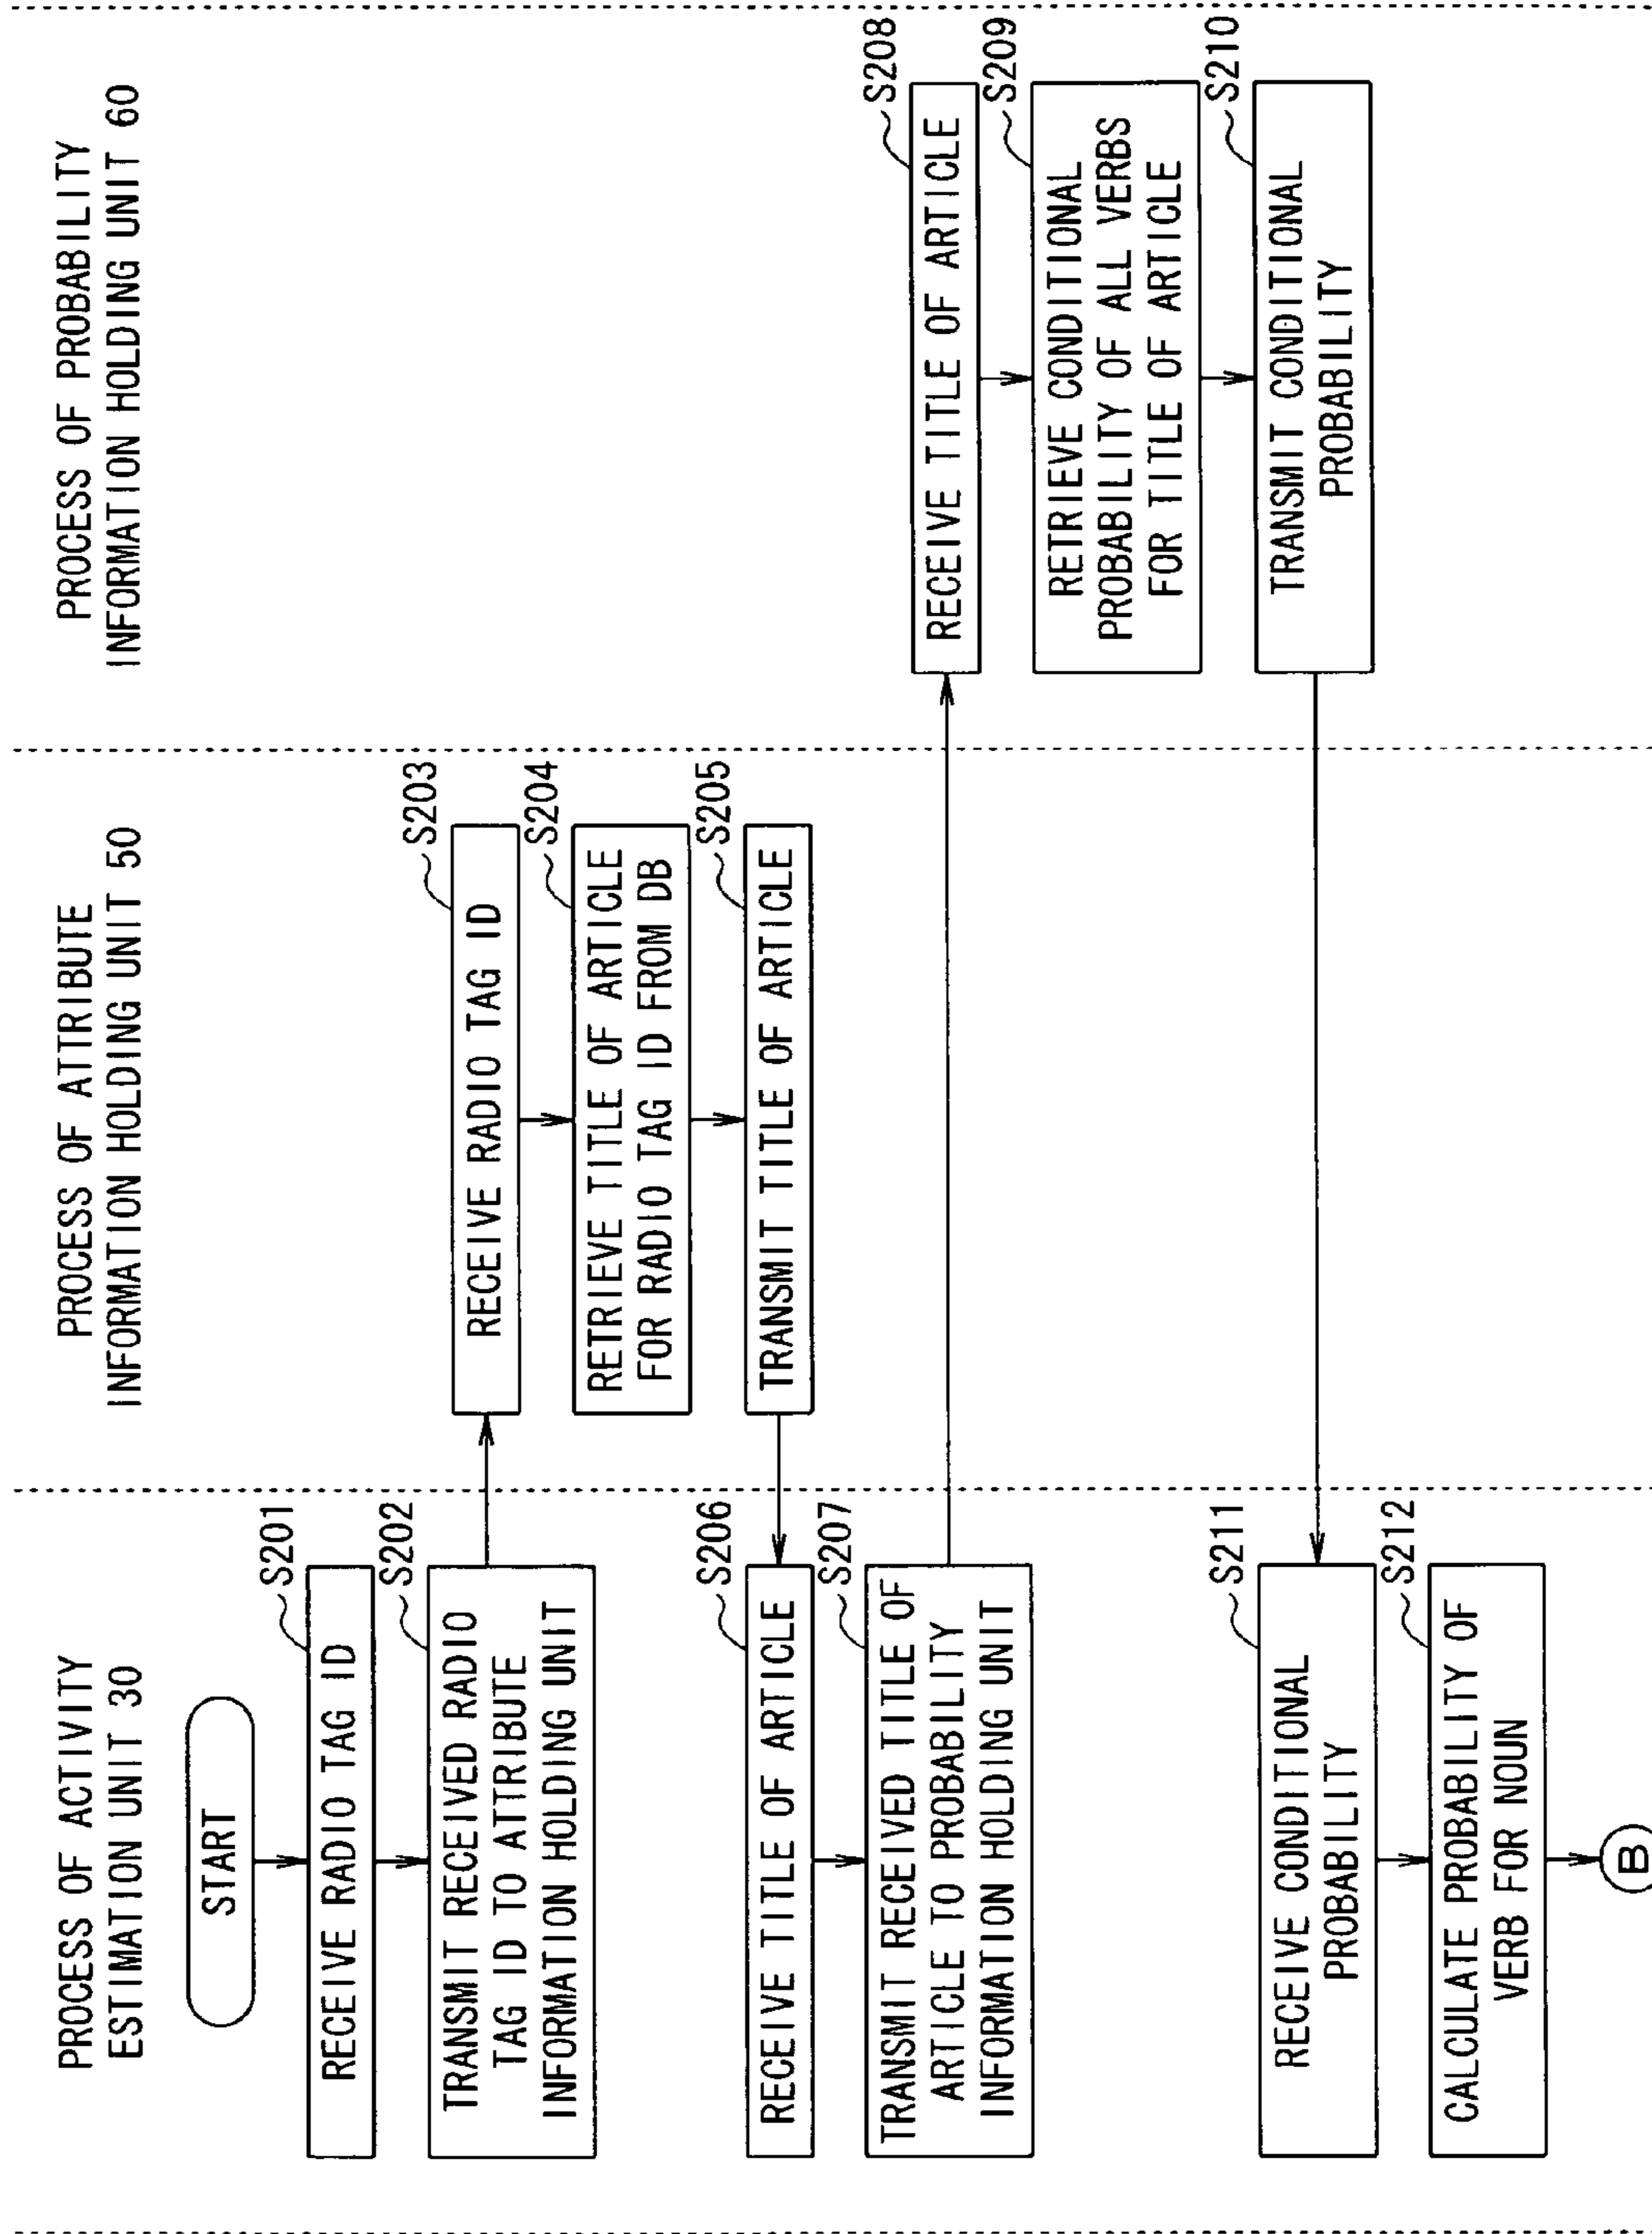 PROCESS OF ACTIVITY
ESTIMATION UNIT 30
START
S201
RECEIVE RADIO TAG ID
S202
TRANSMIT RECEIVED RADIO
TAG ID TO ATTRIBUTE
INFORMATION HOLDING UNIT
PROCESS OF ATTRIBUTE
INFORMATION HOLDING UNIT 50
S203
RECEIVE RADIO TAG ID
S204
RETRIEVE TITLE OF ARTICLE
FOR RADIO TAG ID FROM DB
S205
TRANSMIT TITLE OF ARTICLE
S206
RECEIVE TITLE OF ARTICLE
S207
TRANSMIT RECEIVED TITLE OF
ARTICLE TO PROBABILITY
INFORMATION HOLDING UNIT
PROCESS OF PROBABILITY
INFORMATION HOLDING UNIT 60
S208
RECEIVE TITLE OF ARTICLE
S209
RETRIEVE CONDITIONAL
PROBABILITY OF ALL VERBS
FOR TITLE OF ARTICLE
S210
TRANSMIT CONDITIONAL
PROBABILITY
S211
RECEIVE CONDITIONAL
PROBABILITY
S212
CALCULATE PROBABILITY OF
VERB FOR NOUN
B